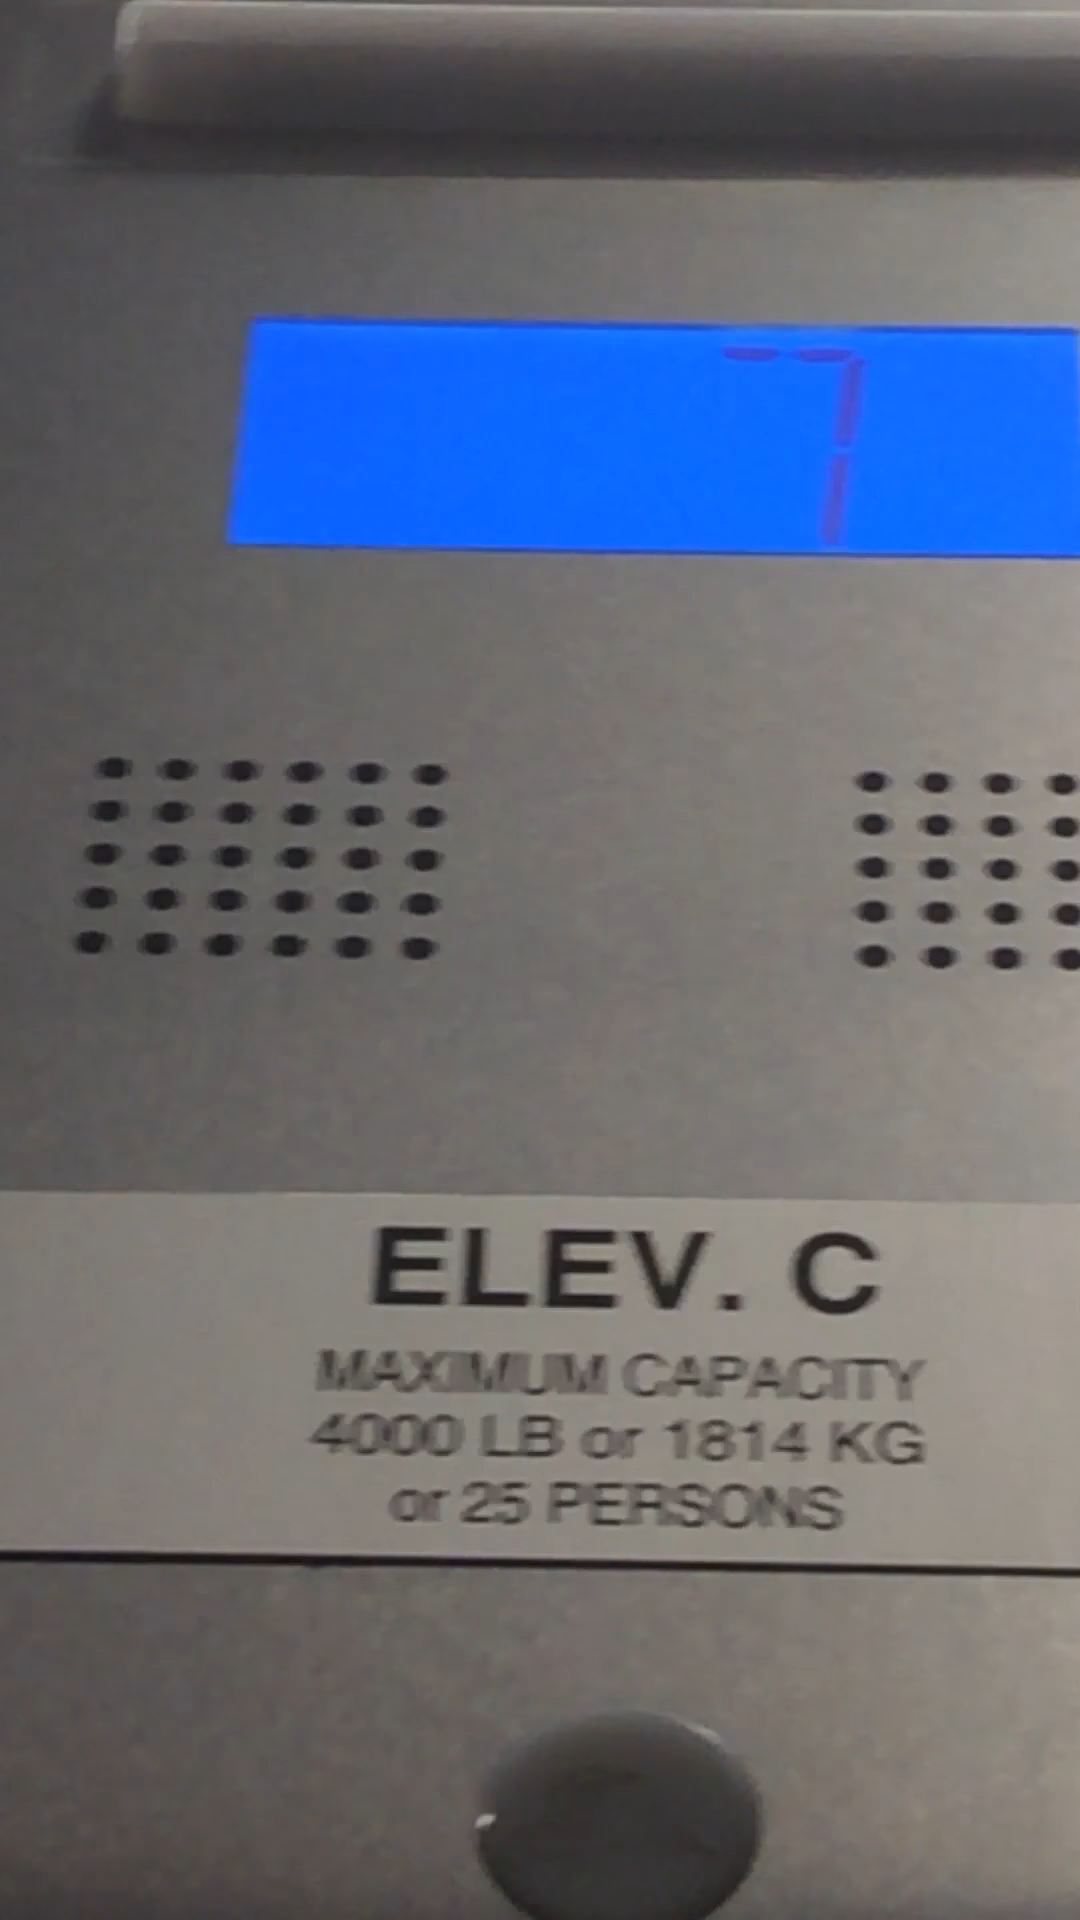 7
ELEV. C
MAXIMUM CAPACITY
4000 LB or 1814 KG
or 25 PERSONS